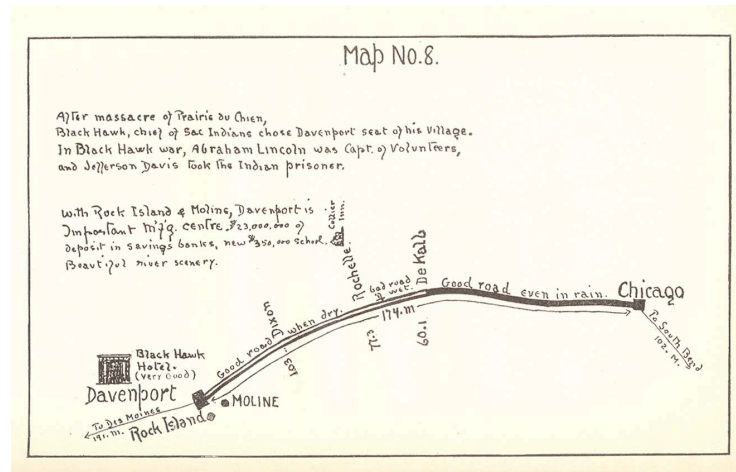 Map No.8.
After massacre of Prairie du Chien,
Black Hawk, chief of Sac Indians chose Davenport seat of his Village.
In Black Hawk war, Abraham Lincoln was Capt. of Volunteers,
and Jefferson Davis took the Indian prisoner.
with Rock Island & Moline, Davenport is
Important M'f'g. centre. $23,000,000 of
deposit in savings banks, new $350,000 school.
Beautiful river scenery.
Collier
Inn.
Rochelle.
De Kalb
Bad road
if wet.
Good road even in rain.
Chicago
Dixon
Good road when dry.
174.m
103
77.3
60.1
To South Bend
102. M.
Black Hawk
Hotel.
(very Good)
Davenport
MOLINE
To Des Moines
191. m.
Rock Island